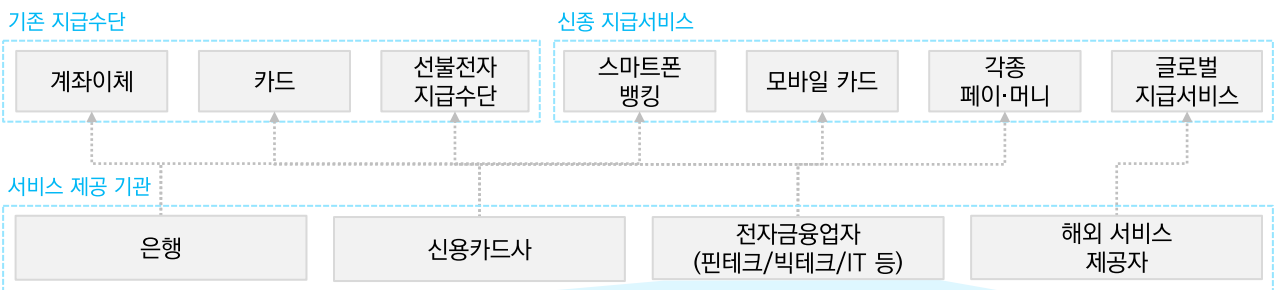 기존 지급수단
신종 지급서비스
계좌이체
카드
선불전자
지급수단
스마트폰
뱅킹
모바일 카드
각종
페이·머니
글로벌
지급서비스
서비스 제공 기관
은행
신용카드사
전자금융업자
(핀테크/빅테크/IT 등)
해외 서비스
제공자